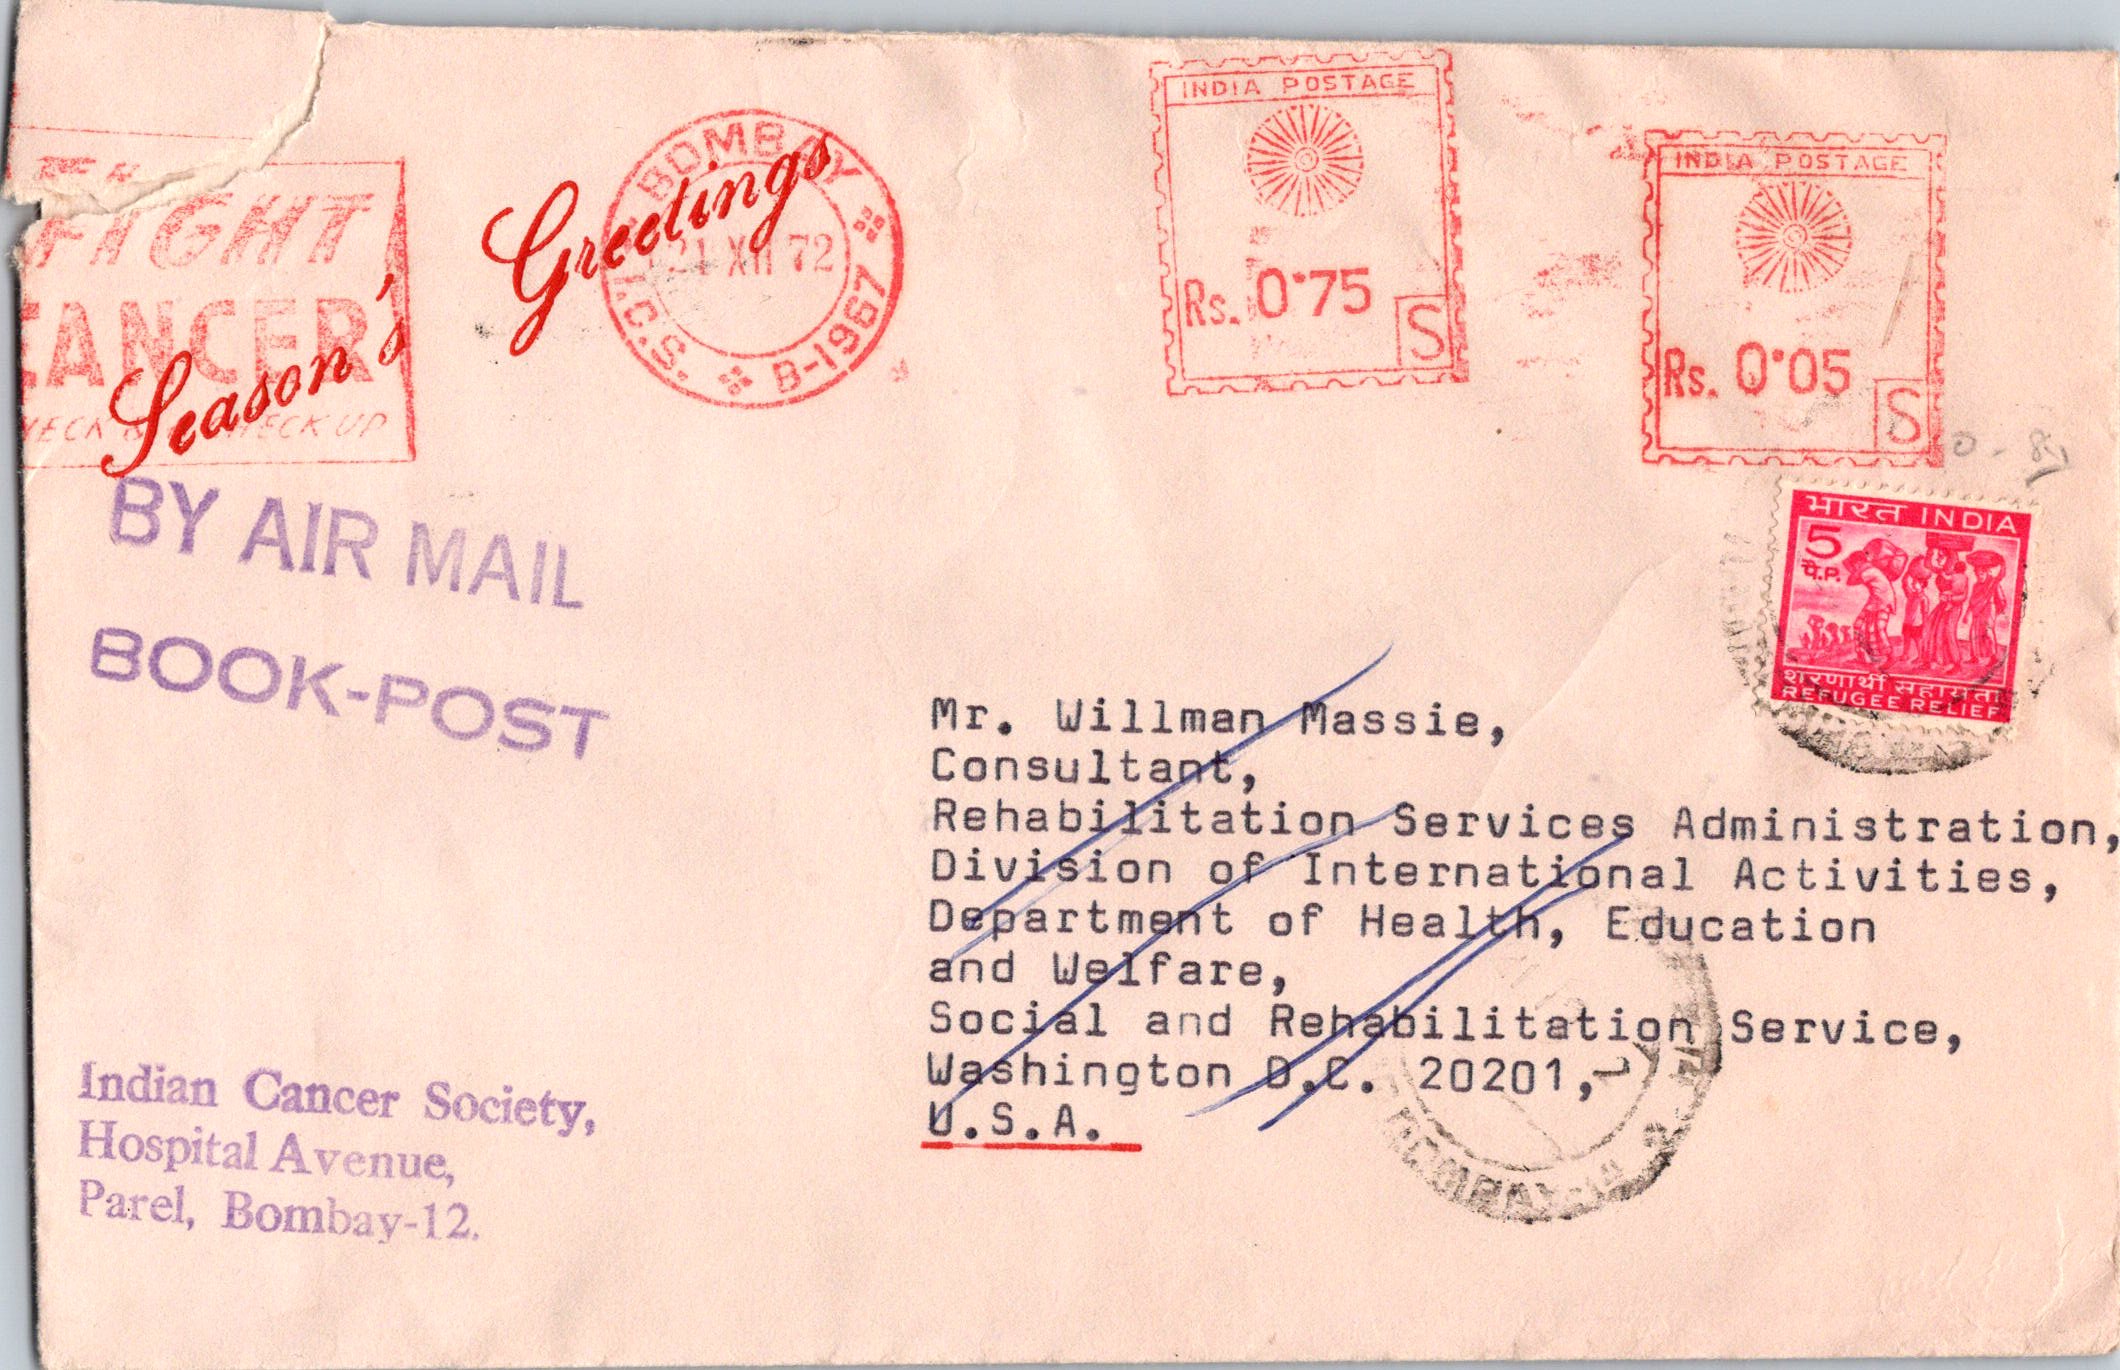 FIGHT
CANCER
CHECK UP
Season's Greetings
BOMBAY
21 XII 72
I.C.S. B-1967
INDIA POSTAGE
Rs. 0.75
S
INDIA POSTAGE
Rs. 0.05
S
भारत INDIA
5
पै.P.
शरणार्थी सहायता
REFUGEE RELIEF
BY AIR MAIL
BOOK-POST
Mr. Willman Massie,
Consultant,
Rehabilitation Services Administration,
Division of International Activities,
Department of Health, Education
and Welfare,
Social and Rehabilitation Service,
Washington D.C. 20201,
U.S.A.
Indian Cancer Society,
Hospital Avenue,
Parel, Bombay-12.
BOMBAY